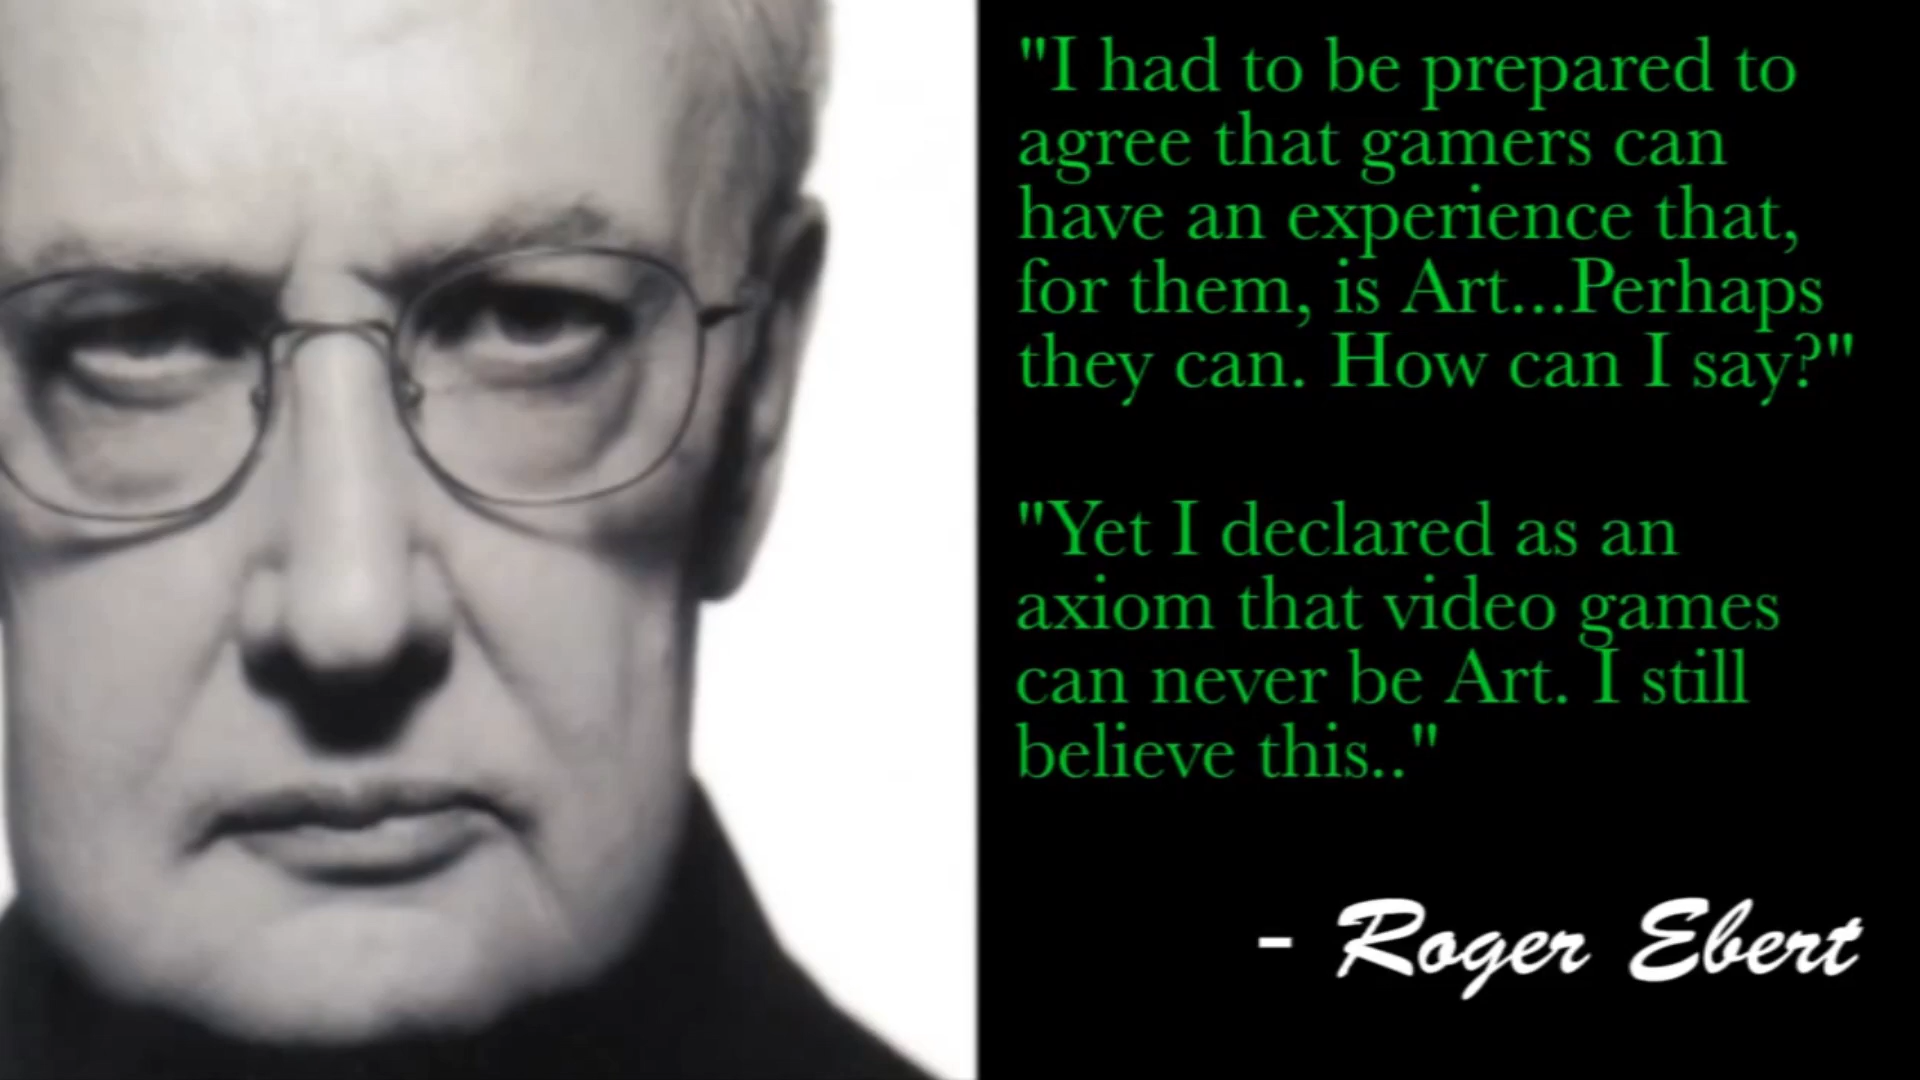 "I had to be prepared to
agree that gamers can
have an experience that,
for them, is Art...Perhaps
they can. How can I say?"
"Yet I declared as an
axiom that video games
can never be Art. I still
believe this.."
- Roger Ebert